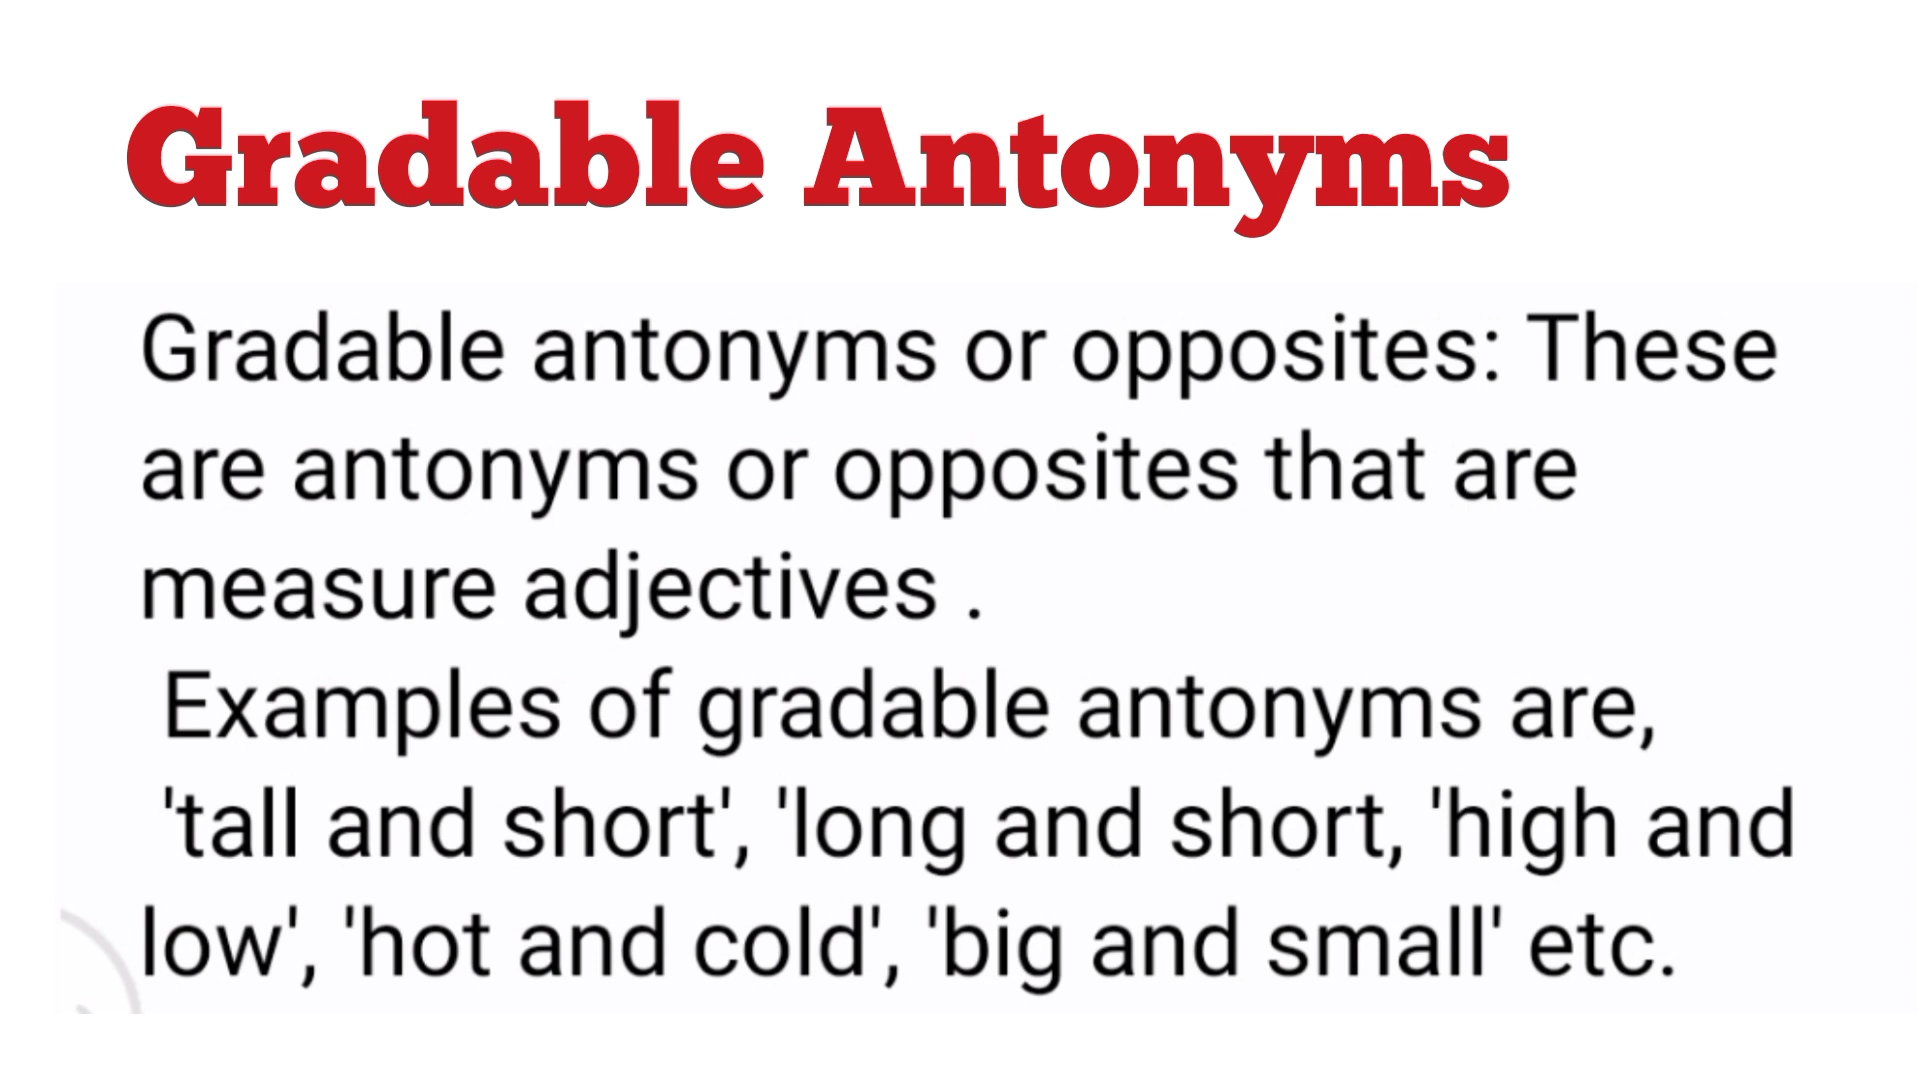 Gradable Antonyms
Gradable antonyms or opposites: These
are antonyms or opposites that are
measure adjectives .
Examples of gradable antonyms are,
'tall and short', 'long and short, 'high and
low', 'hot and cold', 'big and small' etc.